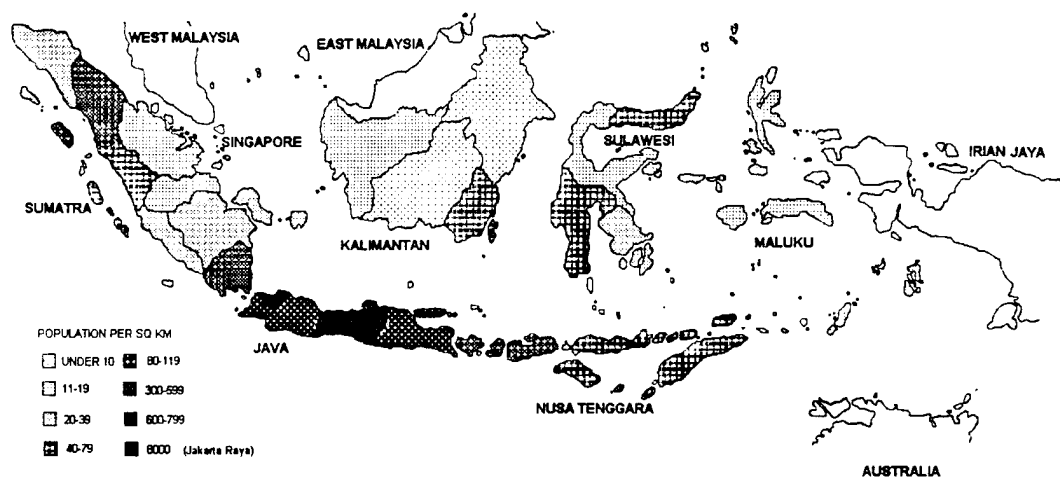 WEST MALAYSIA
EAST MALAYSIA
SINGAPORE
SULAWESI
IRIAN JAYA
SUMATRA
KALIMANTAN
MALUKU
JAVA
NUSA TENGGARA
AUSTRALIA
POPULATION PER SQ KM
UNDER 10
80-119
11-19
300-599
20-39
600-799
40-79
8000 (Jakarta Raya)